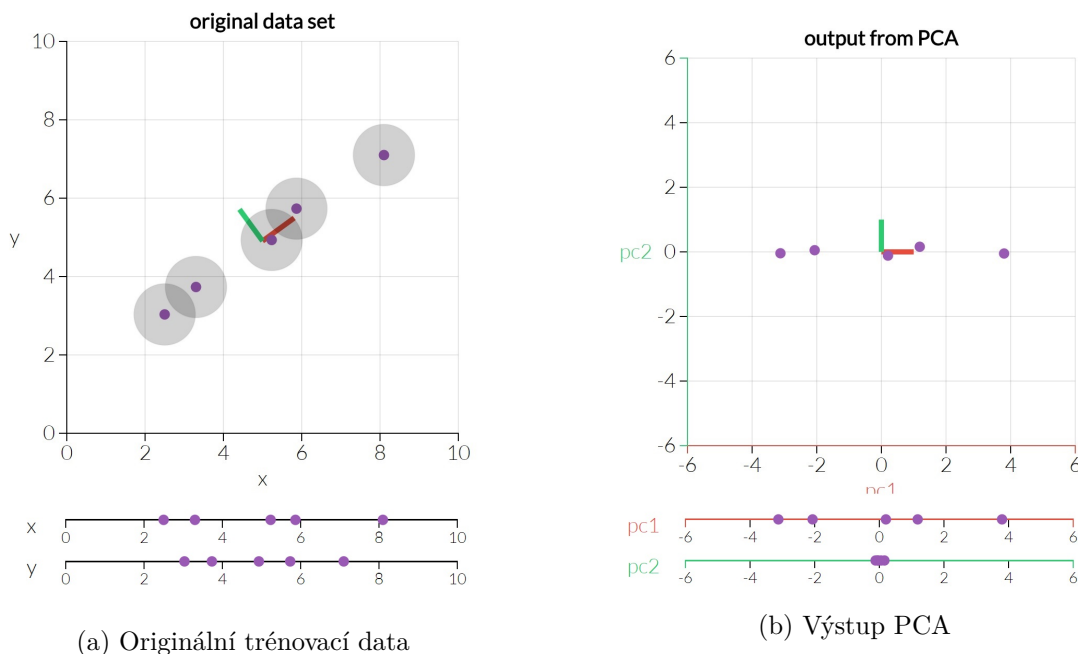 original data set
10
8
6
y
4
2
0
0 2 4 6 8 10
x
x
0 2 4 6 8 10
y
0 2 4 6 8 10
(a) Originální trénovací data
output from PCA
6
4
2
pc2 0
-2
-4
-6
-6 -4 -2 0 2 4 6
pc1
pc1
-6 -4 -2 0 2 4 6
pc2
-6 -4 -2 0 2 4 6
(b) Výstup PCA